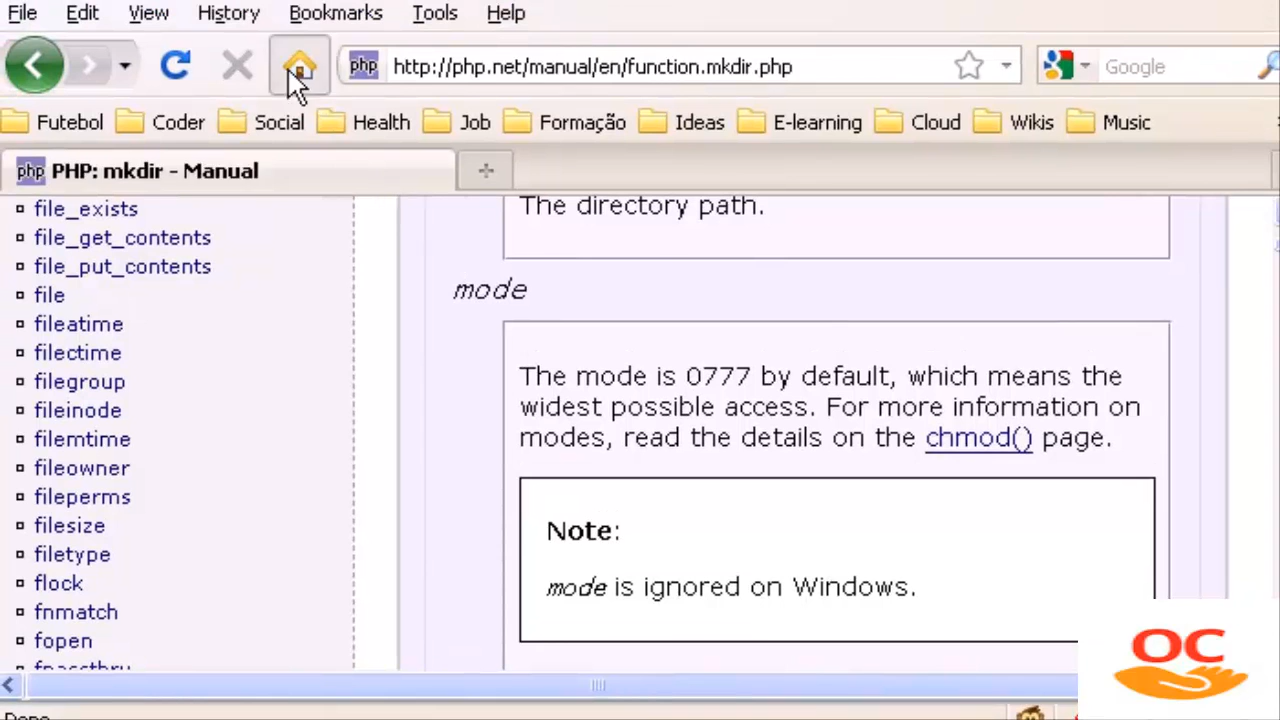 File Edit View History Bookmarks Tools Help
php http://php.net/manual/en/function.mkdir.php Google
Futebol Coder Social Health Job Formação Ideas E-learning Cloud Wikis Music
php PHP: mkdir - Manual
file_exists
file_get_contents
file_put_contents
file
fileatime
filectime
filegroup
fileinode
filemtime
fileowner
fileperms
filesize
filetype
flock
fnmatch
fopen
fpassthru
The directory path.
mode
The mode is 0777 by default, which means the
widest possible access. For more information on
modes, read the details on the chmod() page.
Note:
mode is ignored on Windows.
OC
Done